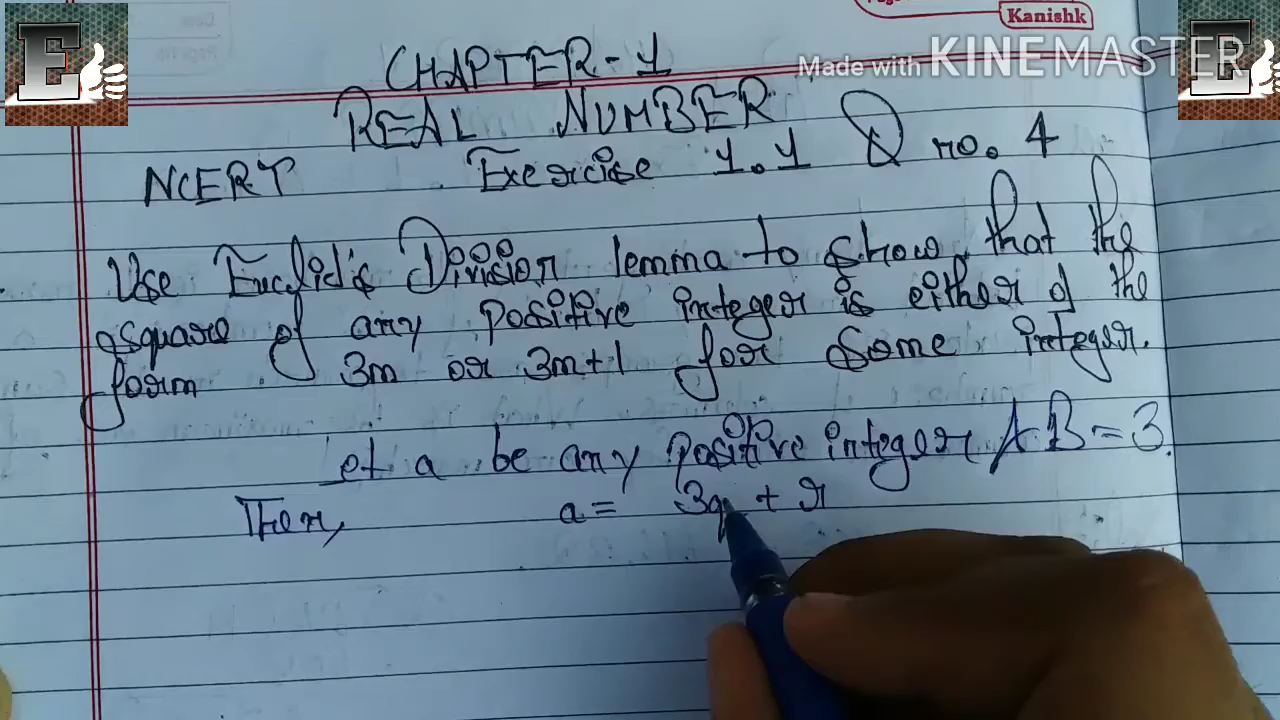 Kanishk
Made with KINEMASTER
E
E
CHAPTER-1
REAL NUMBER
NCERT Exercise 1.1 Q no. 4
Use Euclid's Division lemma to show that the
square of any positive integer is either of the
form 3m or 3m+1 for some integer.
let a be any positive integer & B=3.
Then, a= 3q + r